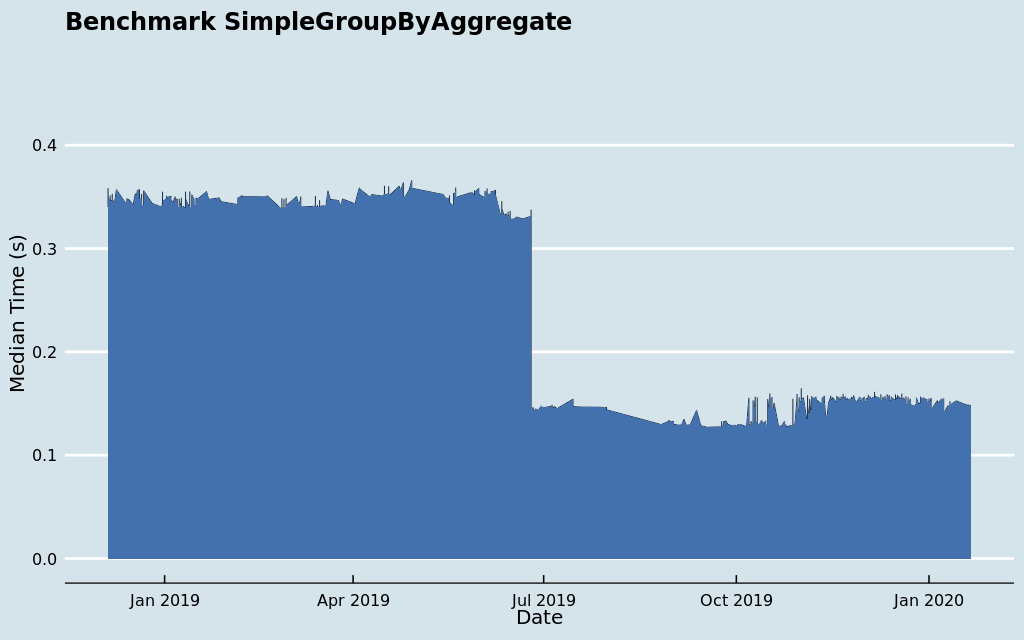 Benchmark SimpleGroupByAggregate
Median Time (s)
0.4
0.3
0.2
0.1
0.0
Jan 2019
Apr 2019
Jul 2019
Oct 2019
Jan 2020
Date